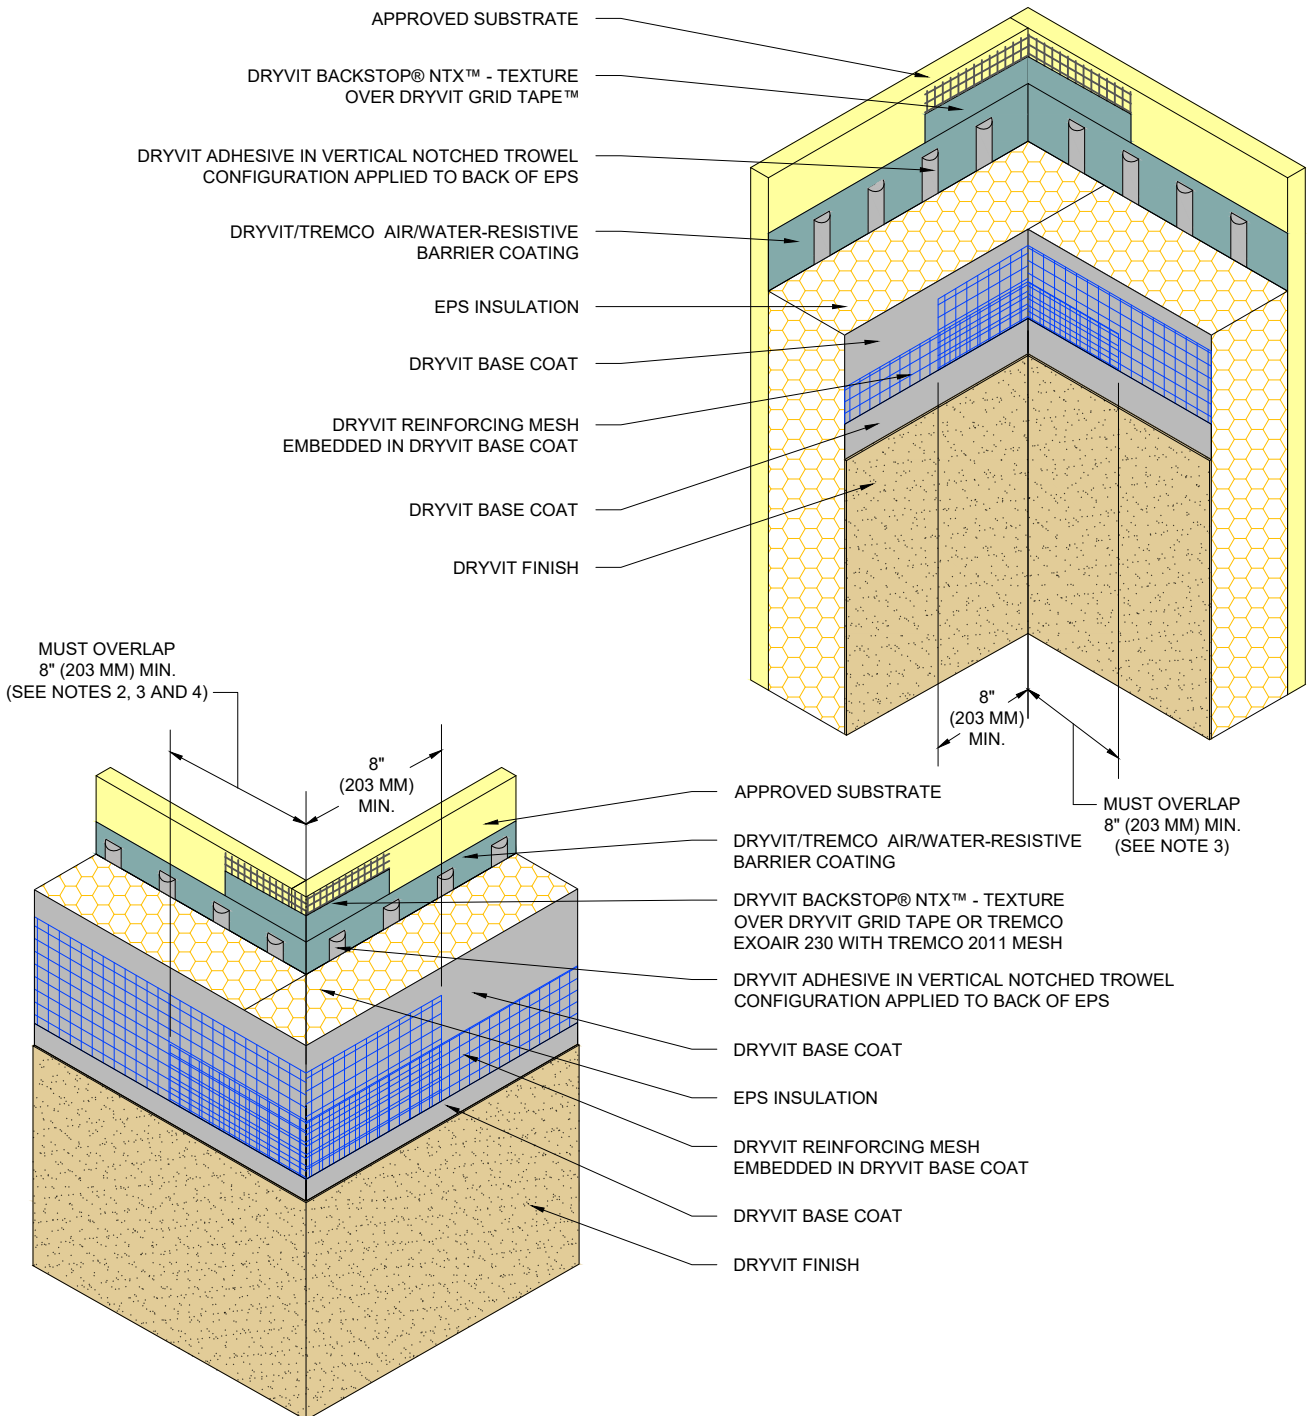 APPROVED SUBSTRATE
DRYVIT BACKSTOP® NTX™ - TEXTURE
OVER DRYVIT GRID TAPE™
DRYVIT ADHESIVE IN VERTICAL NOTCHED TROWEL
CONFIGURATION APPLIED TO BACK OF EPS
DRYVIT/TREMCO AIR/WATER-RESISTIVE
BARRIER COATING
EPS INSULATION
DRYVIT BASE COAT
DRYVIT REINFORCING MESH
EMBEDDED IN DRYVIT BASE COAT
DRYVIT BASE COAT
DRYVIT FINISH
8"
(203 MM)
MIN.
MUST OVERLAP
8" (203 MM) MIN.
(SEE NOTE 3)
MUST OVERLAP
8" (203 MM) MIN.
(SEE NOTES 2, 3 AND 4)
8"
(203 MM)
MIN.
APPROVED SUBSTRATE
DRYVIT/TREMCO AIR/WATER-RESISTIVE
BARRIER COATING
DRYVIT BACKSTOP® NTX™ - TEXTURE
OVER DRYVIT GRID TAPE OR TREMCO
EXOAIR 230 WITH TREMCO 2011 MESH
DRYVIT ADHESIVE IN VERTICAL NOTCHED TROWEL
CONFIGURATION APPLIED TO BACK OF EPS
DRYVIT BASE COAT
EPS INSULATION
DRYVIT REINFORCING MESH
EMBEDDED IN DRYVIT BASE COAT
DRYVIT BASE COAT
DRYVIT FINISH